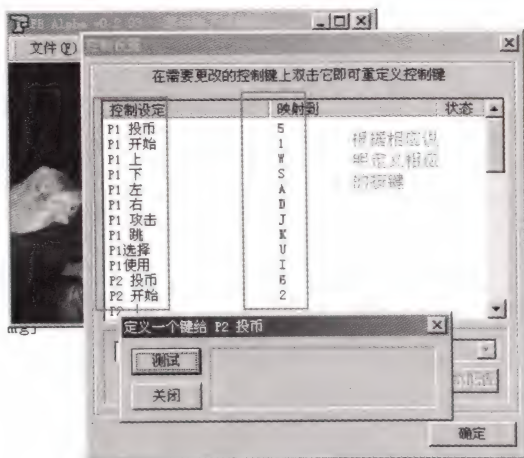 FB Alpha v0.2.09
文件(F)
控制配置
在需要更改的控制键上双击它即可重定义控制键
控制设定 映射到 状态
P1 投币 5
P1 开始 1
P1 上 W
P1 下 S
P1 左 A
P1 右 D
P1 攻击 J
P1 跳 K
P1选择 U
P1使用 I
P2 投币 6
P2 开始 2
根据相应说
明定义相应
的按键
定义一个键给 P2 投币
测试
关闭
确定